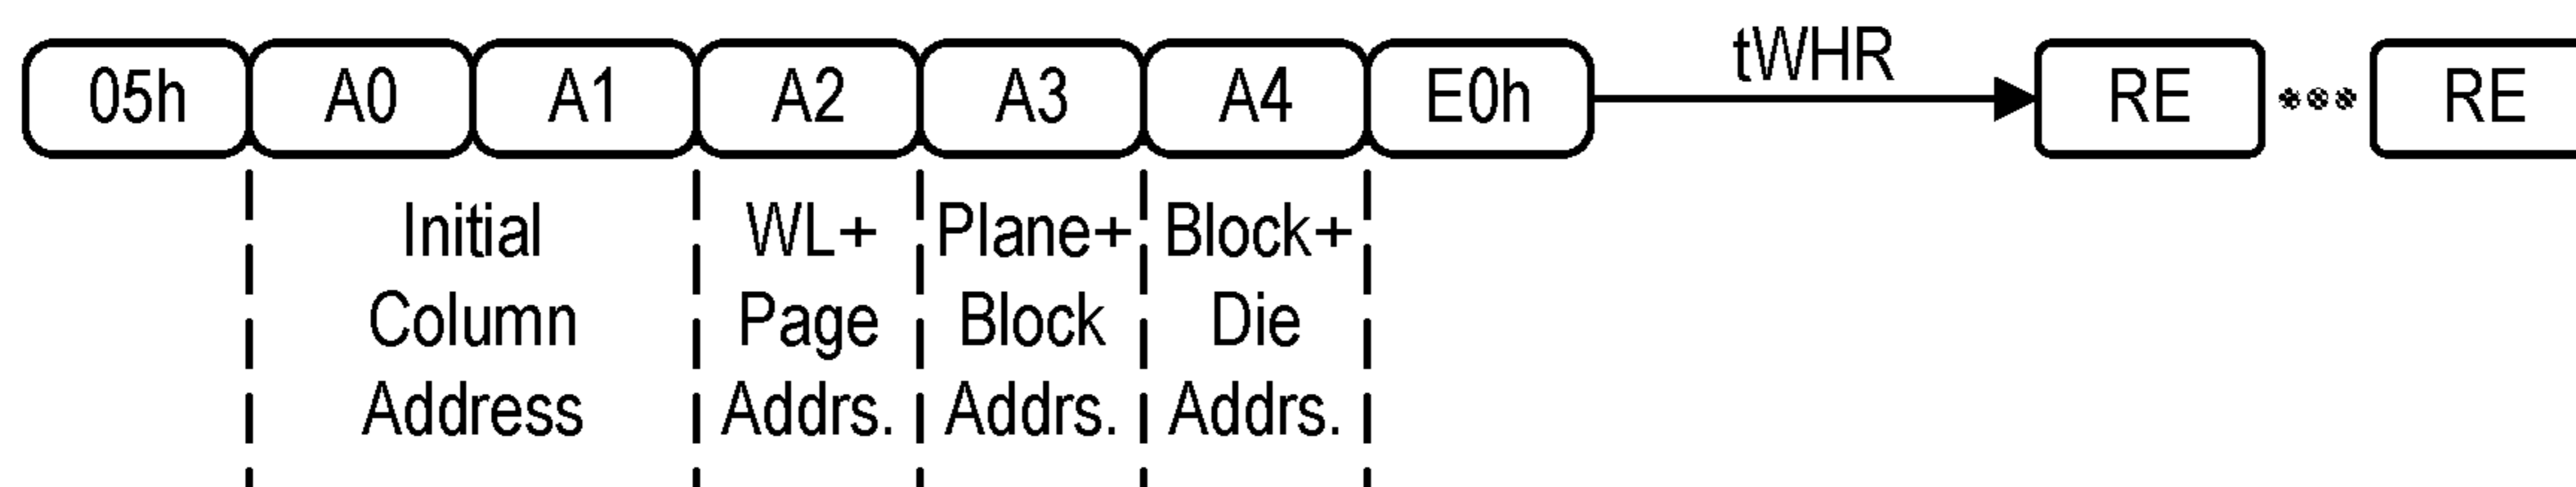 tWHR
05h A0 A1 A2 A3 A4 E0h RE RE
Initial WL+ Plane+ Block+
Column Page Block Die
Address Addrs. Addrs. Addrs.